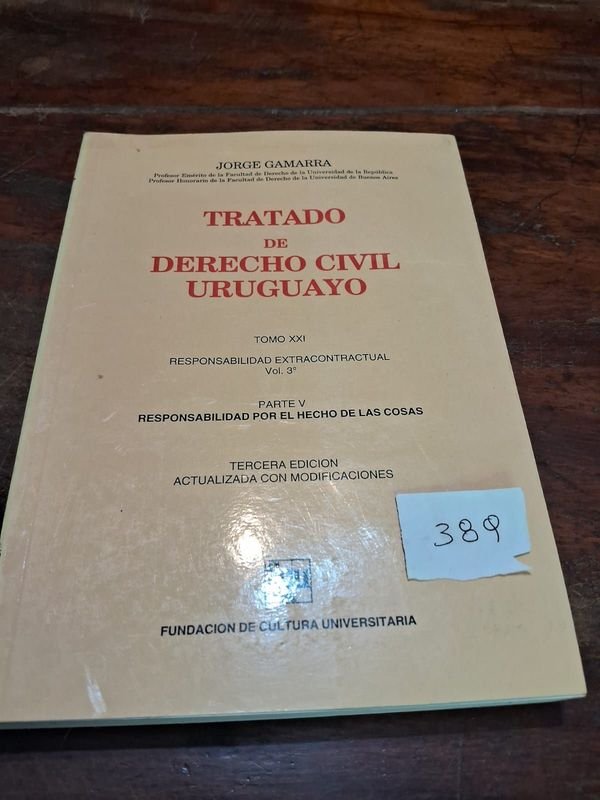 JORGE GAMARRA
Profesor Emérito de la Facultad de Derecho de la Universidad de la República
Profesor Honorario de la Facultad de Derecho de la Universidad de Buenos Aires
TRATADO
DE
DERECHO CIVIL
URUGUAYO
TOMO XXI
RESPONSABILIDAD EXTRACONTRACTUAL
Vol. 3°
PARTE V
RESPONSABILIDAD POR EL HECHO DE LAS COSAS
TERCERA EDICION
ACTUALIZADA CON MODIFICACIONES
389
FUNDACION DE CULTURA UNIVERSITARIA